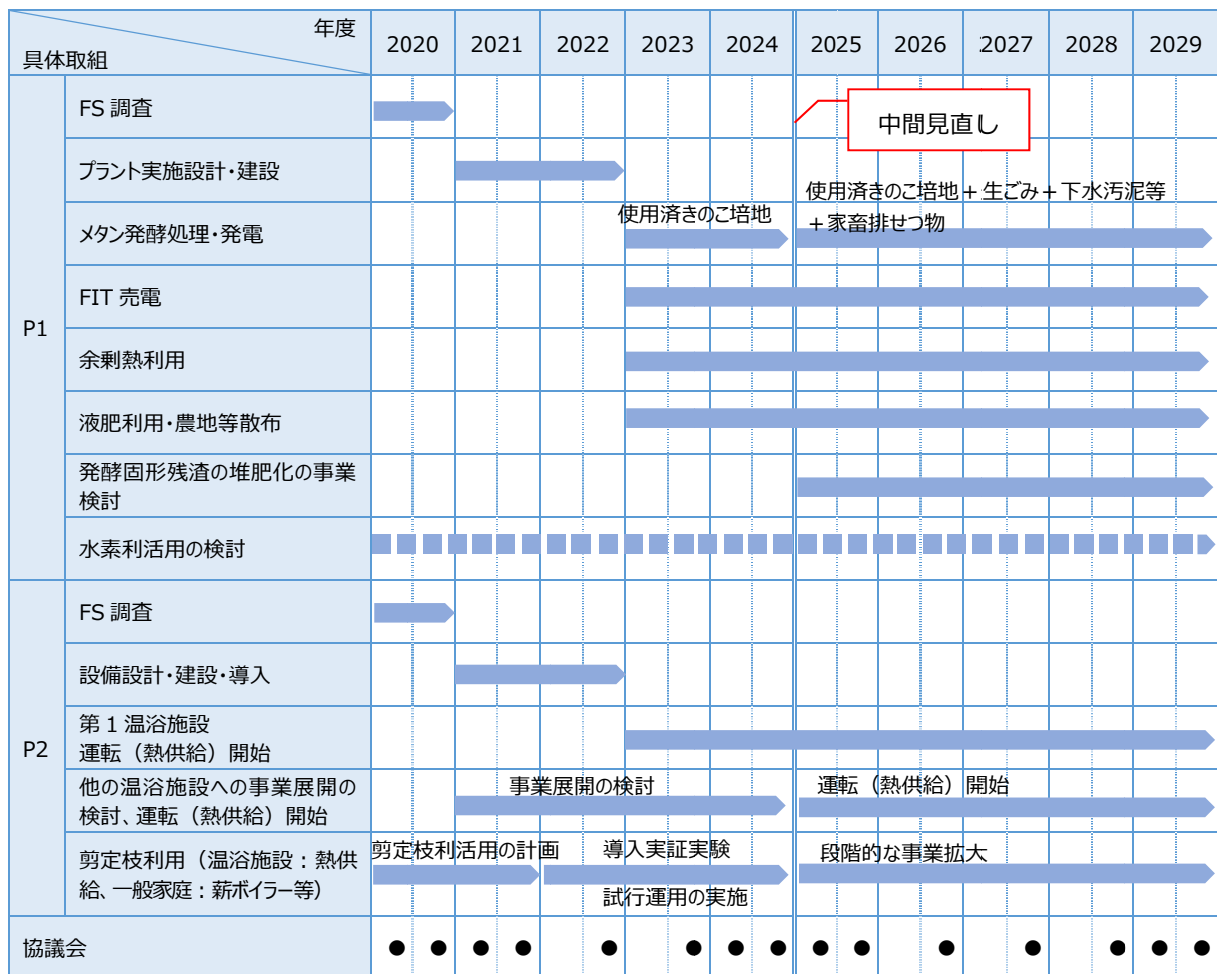 年度
具体取組
2020 2021 2022 2023 2024 2025 2026 2027 2028 2029
中間見直し
P1
FS 調査
プラント実施設計・建設
メタン発酵処理・発電
使用済きのこ培地
使用済きのこ培地＋生ごみ＋下水汚泥等
＋家畜排せつ物
FIT 売電
余剰熱利用
液肥利用・農地等散布
発酵固形残渣の堆肥化の事業
検討
水素利活用の検討
P2
FS 調査
設備設計・建設・導入
第 1 温浴施設
運転（熱供給）開始
他の温浴施設への事業展開の
検討、運転（熱供給）開始
事業展開の検討
運転（熱供給）開始
剪定枝利用（温浴施設：熱供
給、一般家庭：薪ボイラー等）
剪定枝利活用の計画
導入実証実験
試行運用の実施
段階的な事業拡大
協議会